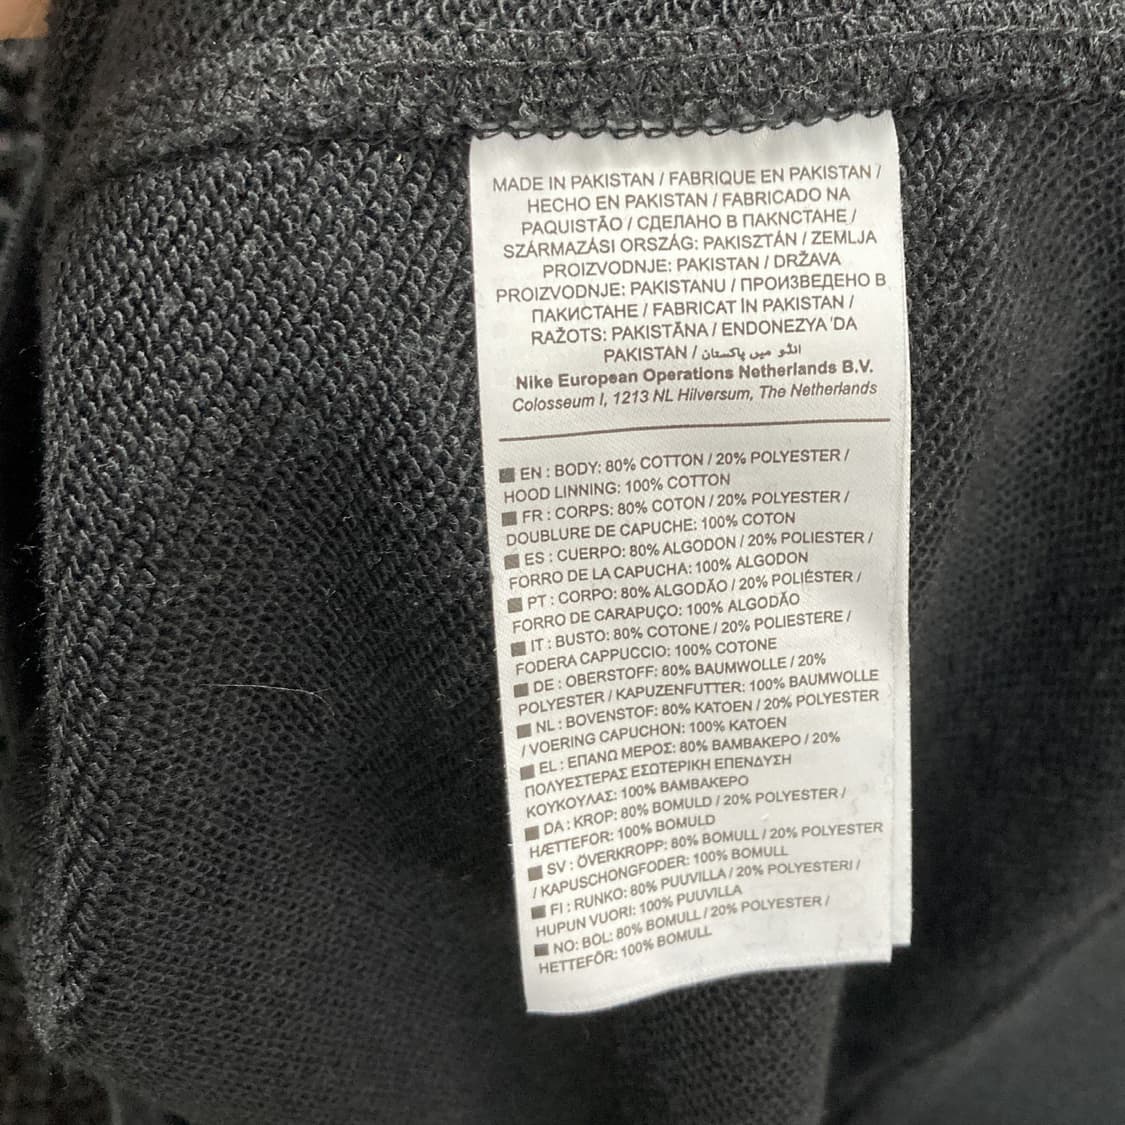 MADE IN PAKISTAN / FABRIQUE EN PAKISTAN /
HECHO EN PAKISTAN / FABRICADO NA
PAQUISTÃO / СДЕЛАНО В ПАКNСТАНЕ /
SZÁRMAZÁSI ORSZÁG: PAKISZTÁN / ZEMLJA
PROIZVODNJE: PAKISTAN / DRŽAVA
PROIZVODNJE: PAKISTANU / ПРОИЗВЕДЕНО В
ПАКИСТАНЕ / FABRICAT IN PAKISTAN /
RAŽOTS: PAKISTĀNA / ENDONEZYA'DA
PAKISTAN / انڈو میں پاکستان
Nike European Operations Netherlands B.V.
Colosseum I, 1213 NL Hilversum, The Netherlands
EN : BODY: 80% COTTON / 20% POLYESTER /
HOOD LINNING: 100% COTTON
FR : CORPS: 80% COTON / 20% POLYESTER /
DOUBLURE DE CAPUCHE: 100% COTON
ES : CUERPO: 80% ALGODON / 20% POLIESTER /
FORRO DE LA CAPUCHA: 100% ALGODON
PT : CORPO: 80% ALGODÃO / 20% POLIÉSTER /
FORRO DE CARAPUÇO: 100% ALGODÃO
IT : BUSTO: 80% COTONE / 20% POLIESTERE /
FODERA CAPPUCCIO: 100% COTONE
DE : OBERSTOFF: 80% BAUMWOLLE / 20%
POLYESTER / KAPUZENFUTTER: 100% BAUMWOLLE
NL : BOVENSTOF: 80% KATOEN / 20% POLYESTER
/ VOERING CAPUCHON: 100% KATOEN
EL : ΕΠΑΝΩ ΜΕΡΟΣ: 80% ΒΑΜΒΑΚΕΡΟ / 20%
ΠΟΛΥΕΣΤΕΡΑΣ ΕΣΩΤΕΡΙΚΗ ΕΠΕΝΔΥΣΗ
ΚΟΥΚΟΥΛΑΣ: 100% ΒΑΜΒΑΚΕΡΟ
DA : KROP: 80% BOMULD / 20% POLYESTER /
HÆTTEFOR: 100% BOMULD
SV : ÖVERKROPP: 80% BOMULL / 20% POLYESTER
/ KAPUSCHONGFODER: 100% BOMULL
FI : RUNKO: 80% PUUVILLA / 20% POLYESTERI /
HUPUN VUORI: 100% PUUVILLA
NO: BOL: 80% BOMULL / 20% POLYESTER /
HETTEFÔR: 100% BOMULL